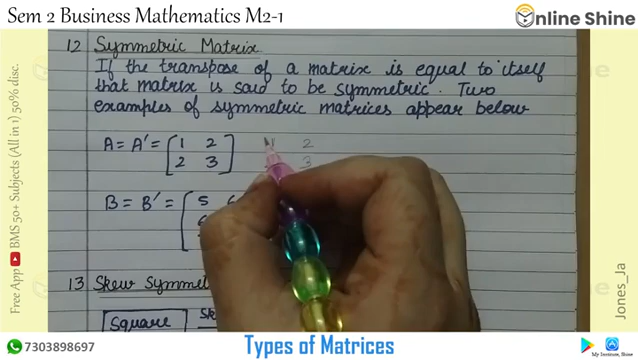 Sem 2 Business Mathematics M2-1
Online Shine
12 Symmetric Matrix
If the transpose of a matrix is equal to itself
that matrix is said to be symmetric. Two
examples of symmetric matrices appear below
A = A' = [1 2
2 3]
2
3
B = B' = [5 6
13 Skew Symmet
Square
Free App BMS 50+ Subjects (All in 1) 50% disc.
Jones_Ja
7303898697
Types of Matrices
My Institute, Shine